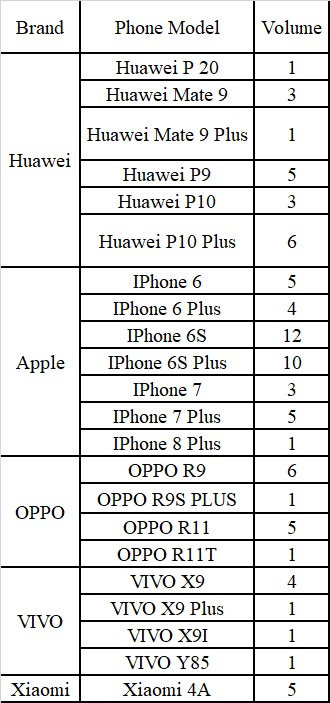 Brand Phone Model Volume
Huawei P 20 1
Huawei Mate 9 3
Huawei Mate 9 Plus 1
Huawei
Huawei P9 5
Huawei P10 3
Huawei P10 Plus 6
IPhone 6 5
IPhone 6 Plus 4
IPhone 6S 12
Apple IPhone 6S Plus 10
IPhone 7 3
IPhone 7 Plus 5
IPhone 8 Plus 1
OPPO R9 6
OPPO R9S PLUS 1
OPPO
OPPO R11 5
OPPO R11T 1
VIVO X9 4
VIVO X9 Plus 1
VIVO
VIVO X9I 1
VIVO Y85 1
Xiaomi Xiaomi 4A 5